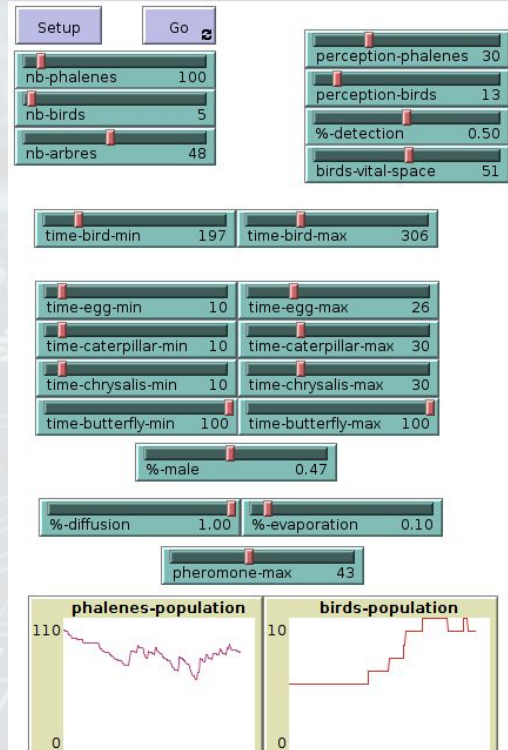 Setup
Go
nb-phalenes 100
nb-birds 5
nb-arbres 48
perception-phalenes 30
perception-birds 13
%-detection 0.50
birds-vital-space 51
time-bird-min 197
time-bird-max 306
time-egg-min 10
time-egg-max 26
time-caterpillar-min 10
time-caterpillar-max 30
time-chrysalis-min 10
time-chrysalis-max 30
time-butterfly-min 100
time-butterfly-max 100
%-male 0.47
%-diffusion 1.00
%-evaporation 0.10
pheromone-max 43
phalenes-population
110
0
birds-population
10
0